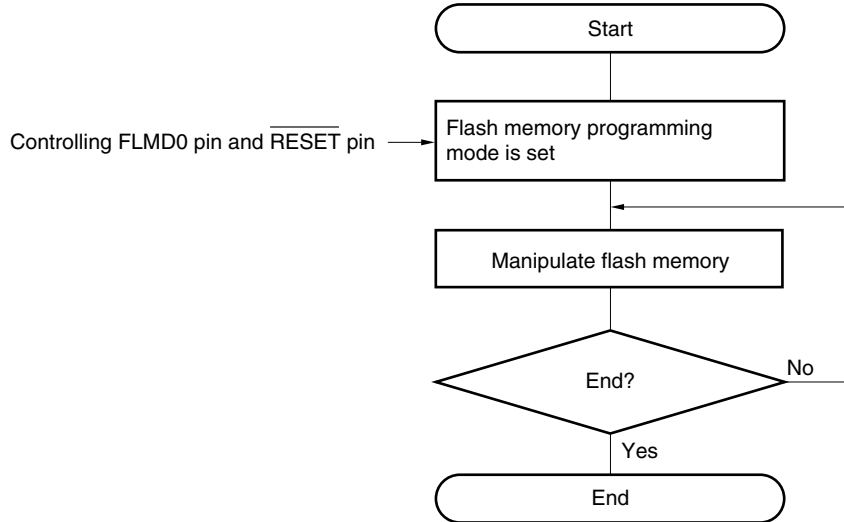 Start
Controlling FLMD0 pin and RESET pin
Flash memory programming
mode is set
Manipulate flash memory
End?
No
Yes
End